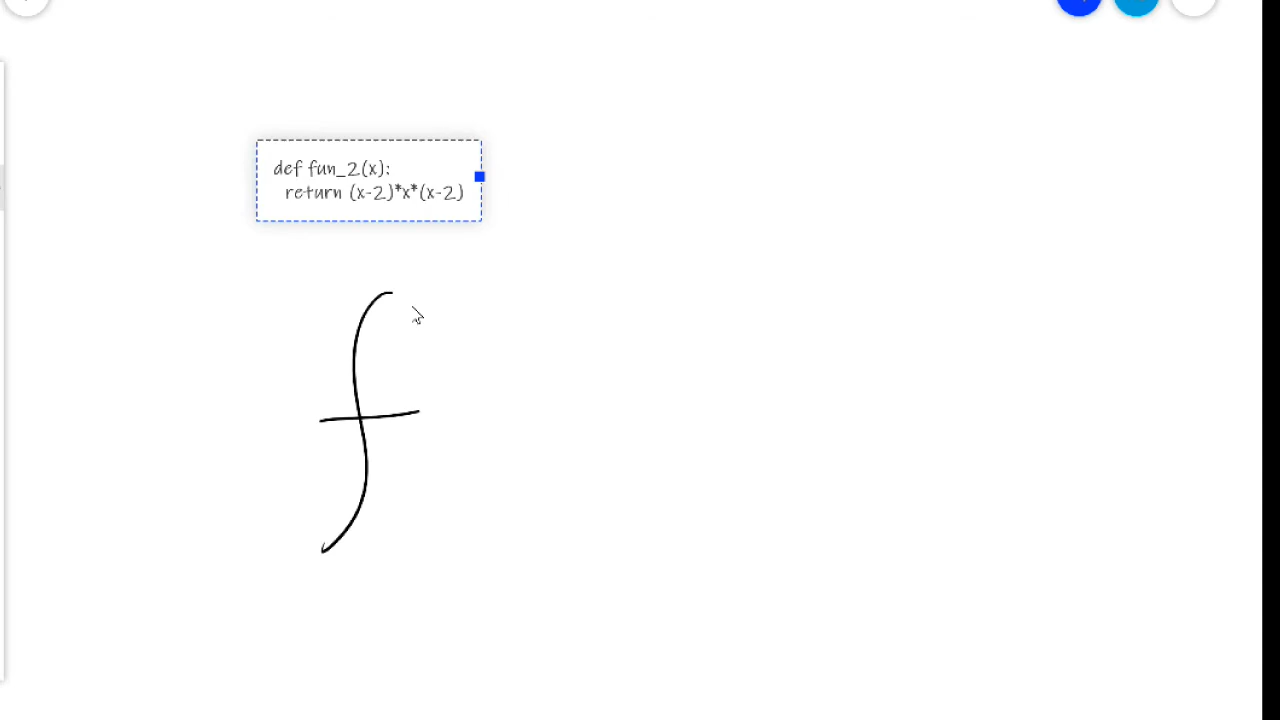 def fun_2(x):
return (x-2)*x*(x-2)
f